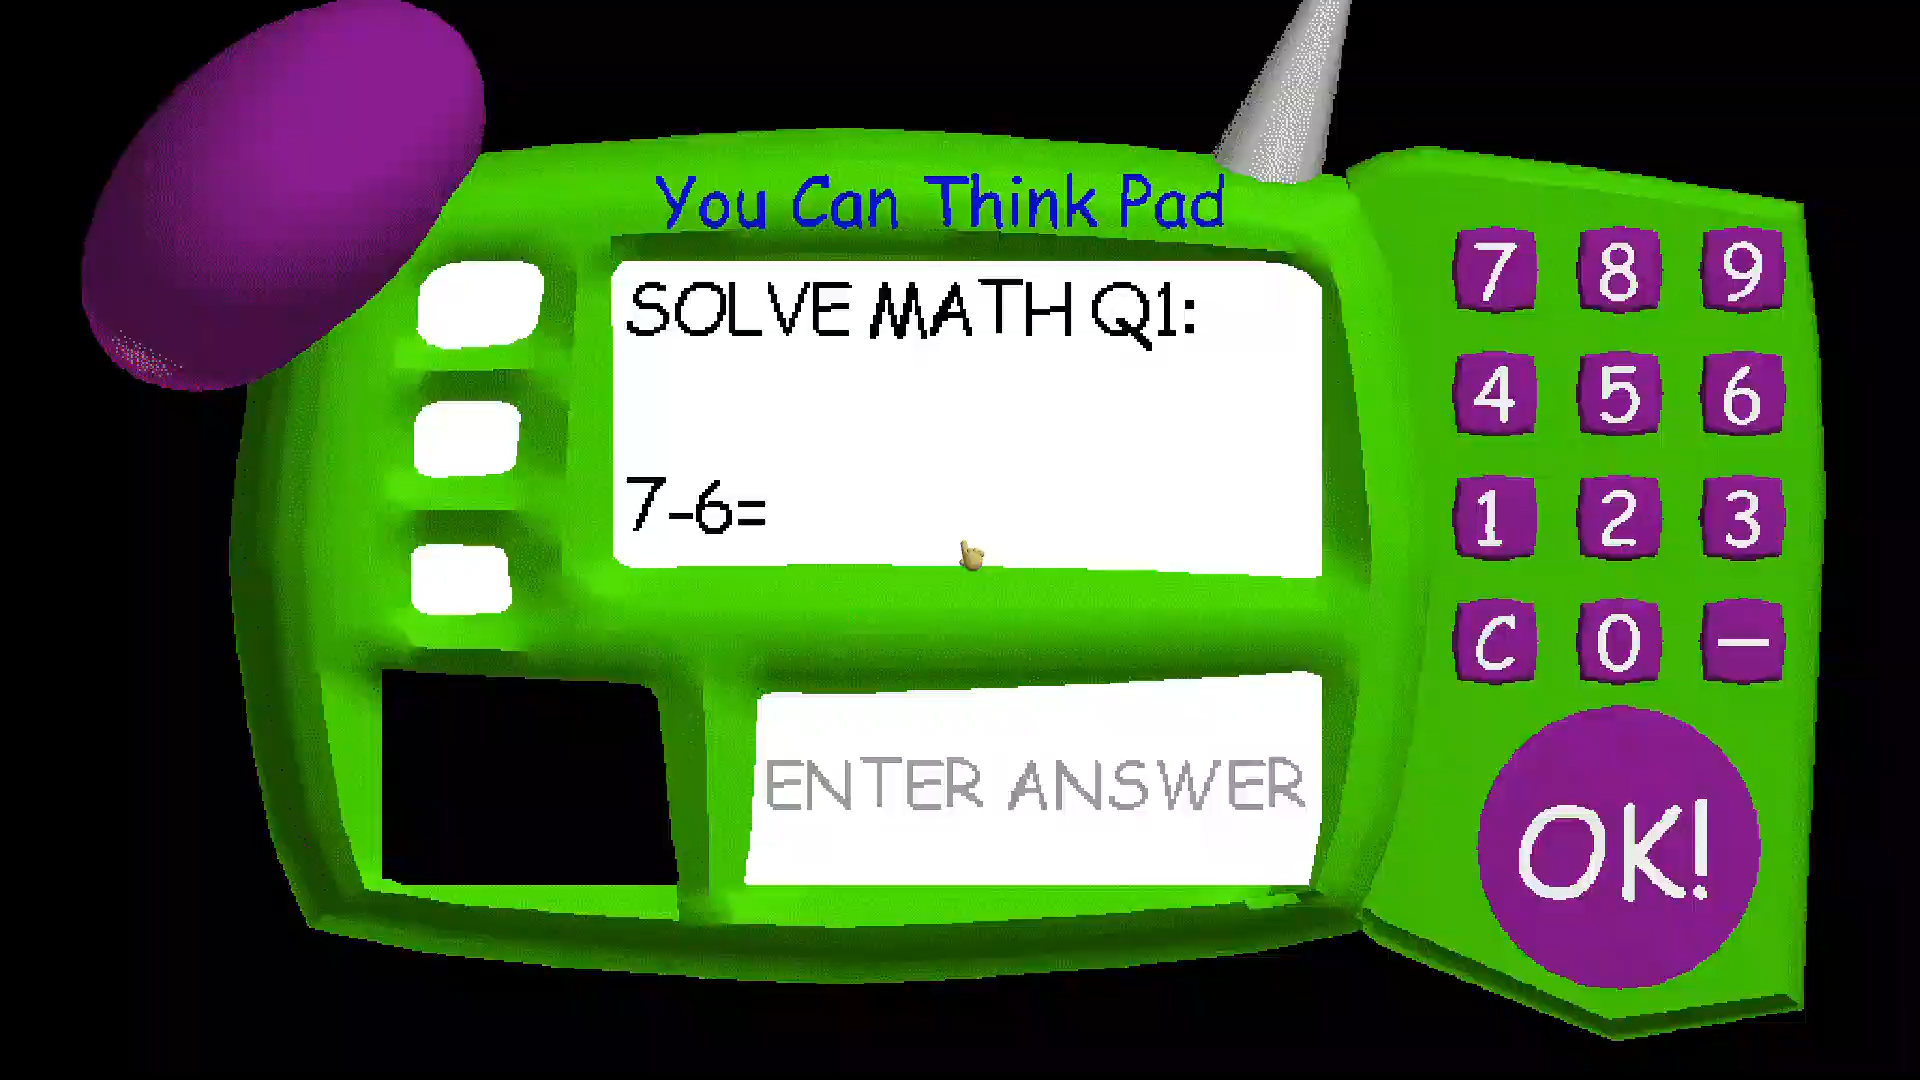 You Can Think Pad
SOLVE MATH Q1:
7-6=
ENTER ANSWER
7 8 9
4 5 6
1 2 3
C 0 –
OK!